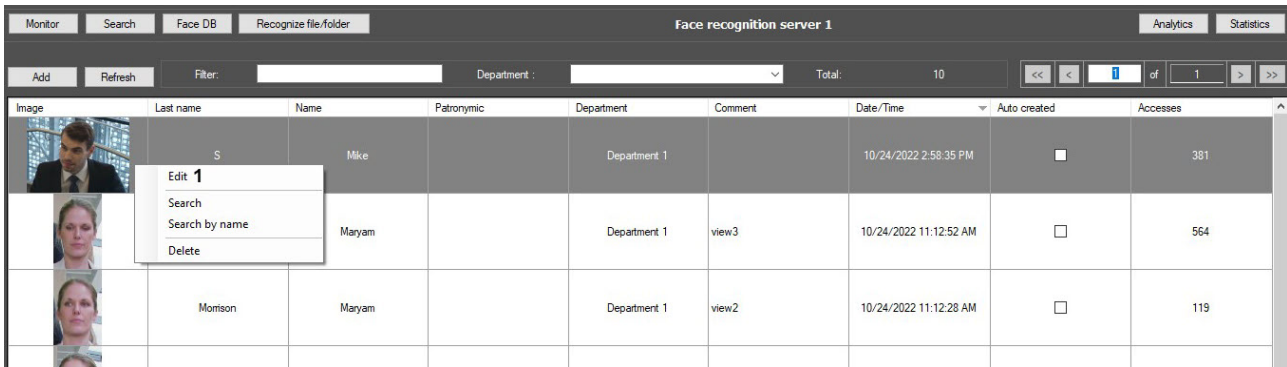 Monitor Search Face DB Recognize file/folder Face recognition server 1 Analytics Statistics
Add Refresh Filter: Department : Total: 10 << < 1 of 1 > >>
Image Last name Name Patronymic Department Comment Date/Time Auto created Accesses
S Mike Department 1 10/24/2022 2:58:35 PM 381
Edit 1
Search
Search by name
Maryam Department 1 view3 10/24/2022 11:12:52 AM 564
Delete
Morrison Maryam Department 1 view2 10/24/2022 11:12:28 AM 119